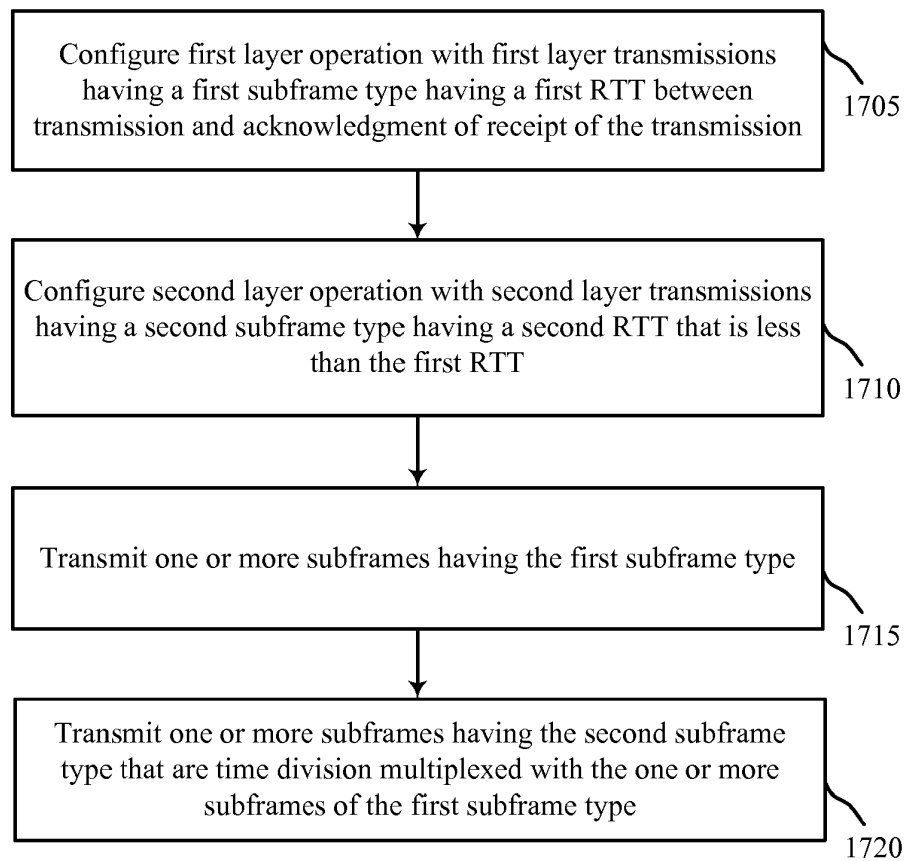 Configure first layer operation with first layer transmissions
having a first subframe type having a first RTT between
transmission and acknowledgment of receipt of the transmission
1705
Configure second layer operation with second layer transmissions
having a second subframe type having a second RTT that is less
than the first RTT
1710
Transmit one or more subframes having the first subframe type
1715
Transmit one or more subframes having the second subframe
type that are time division multiplexed with the one or more
subframes of the first subframe type
1720